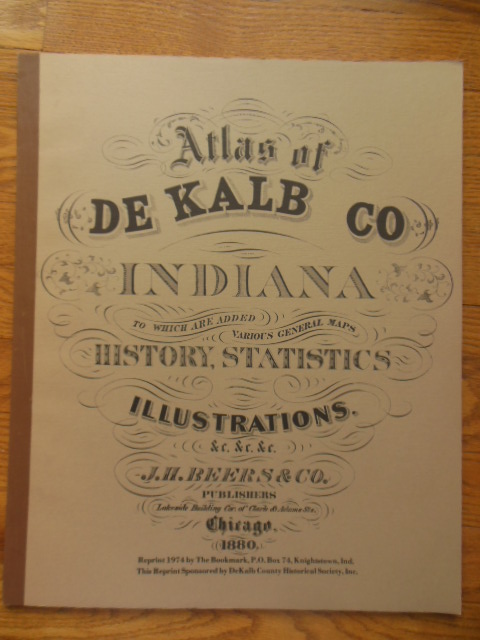 Atlas of
DE KALB CO
INDIANA
TO WHICH ARE ADDED
VARIOUS GENERAL MAPS
HISTORY, STATISTICS
ILLUSTRATIONS.
&c. &c. &c.
J.H. BEERS & CO.
PUBLISHERS
Lakeside Building Cor. of Clark & Adams Sts.
Chicago.
1880.
Reprint 1974 by The Bookmark, P.O. Box 74, Knightstown, Ind.
This Reprint Sponsored by DeKalb County Historical Society, Inc.